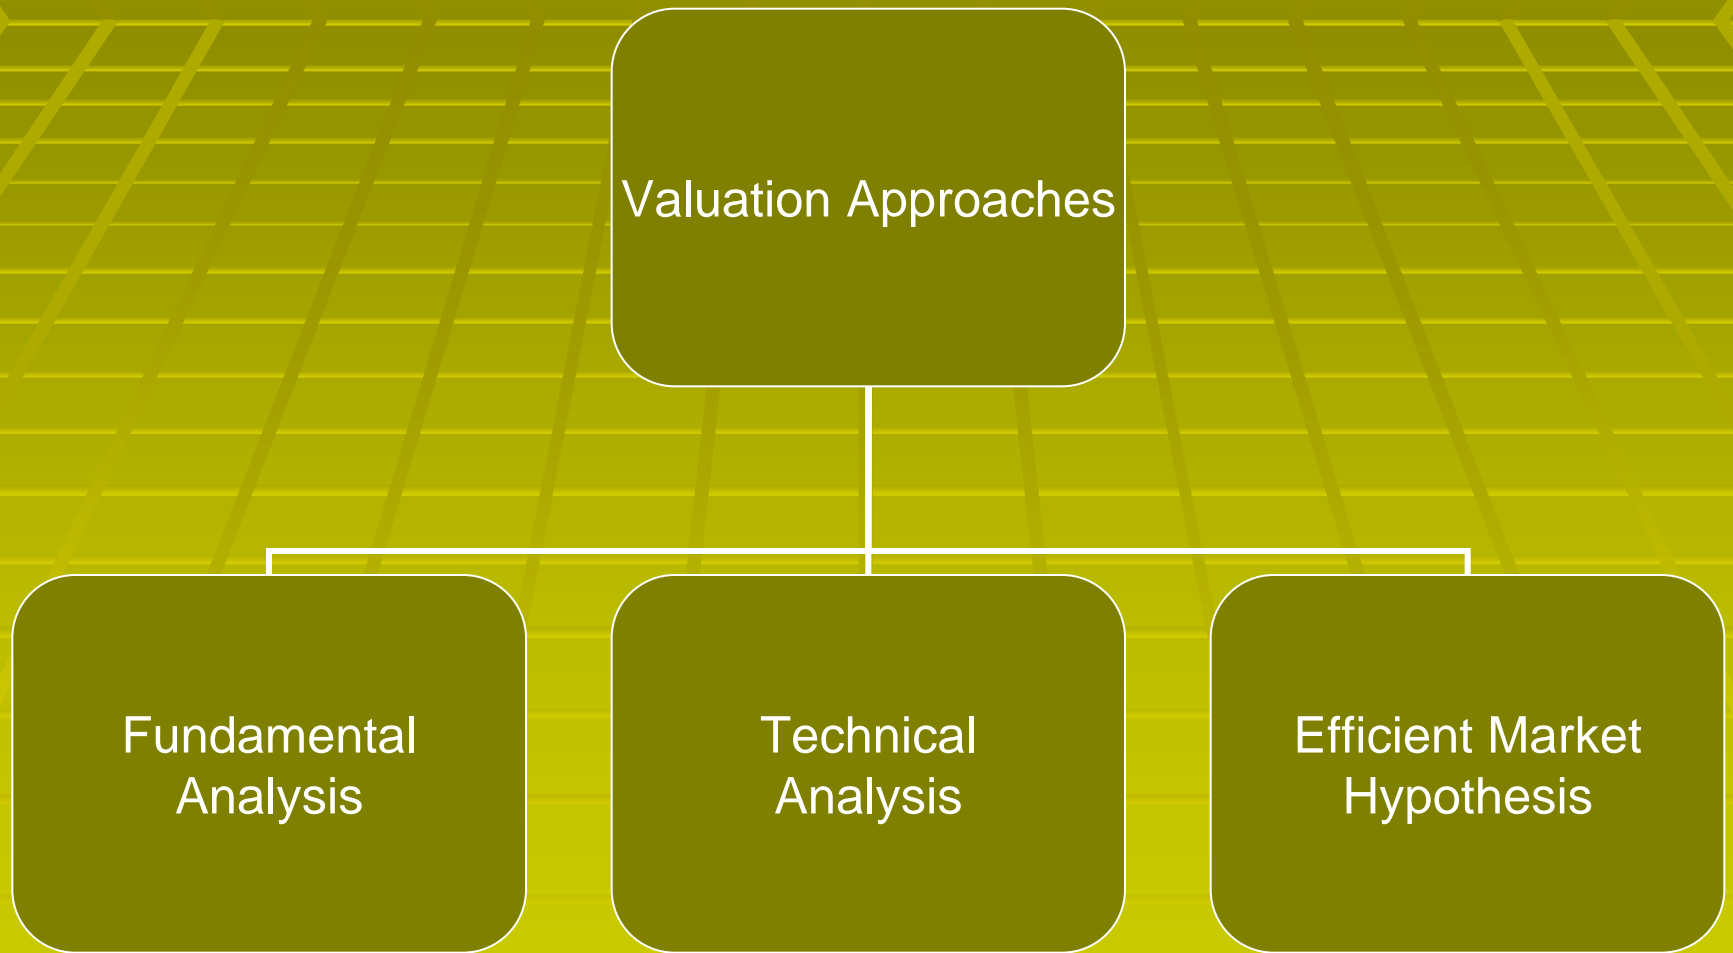 Valuation Approaches
Fundamental
Analysis
Technical
Analysis
Efficient Market
Hypothesis